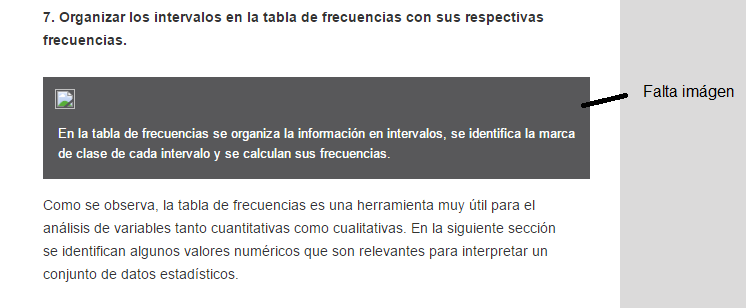 7. Organizar los intervalos en la tabla de frecuencias con sus respectivas
frecuencias.
Falta imágen
En la tabla de frecuencias se organiza la información en intervalos, se identifica la marca
de clase de cada intervalo y se calculan sus frecuencias.
Como se observa, la tabla de frecuencias es una herramienta muy útil para el
análisis de variables tanto cuantitativas como cualitativas. En la siguiente sección
se identifican algunos valores numéricos que son relevantes para interpretar un
conjunto de datos estadísticos.